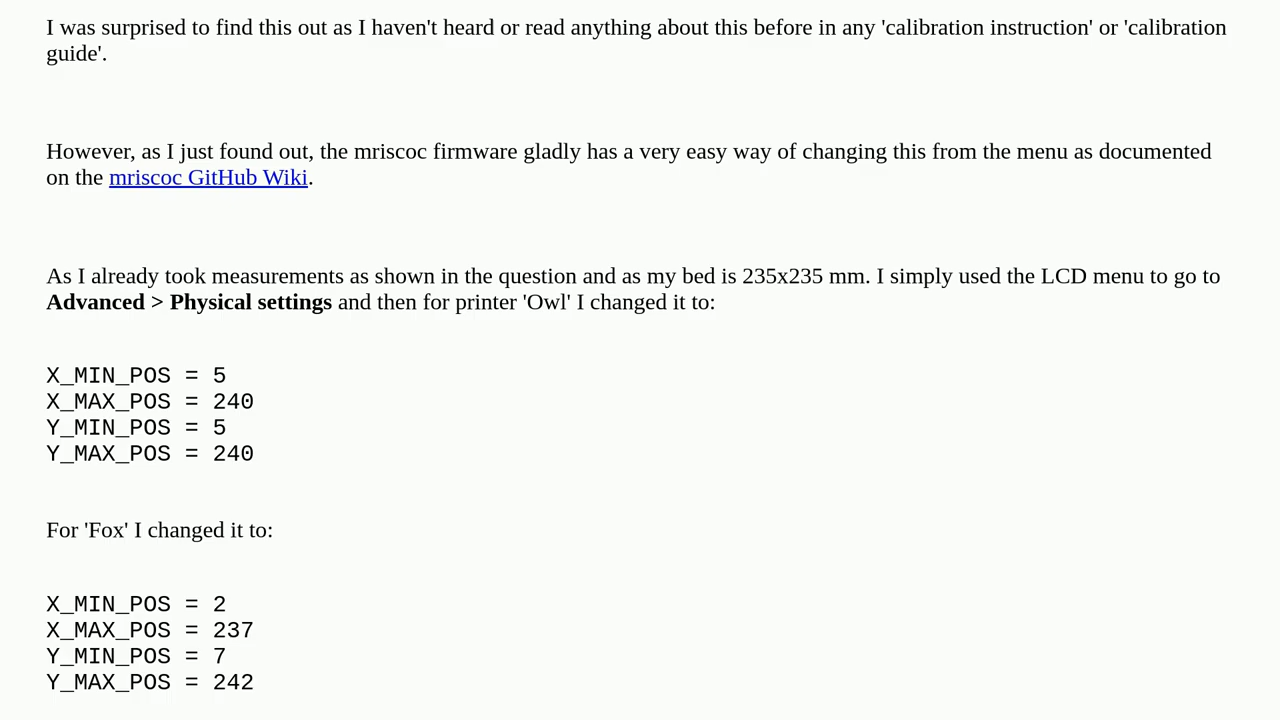 I was surprised to find this out as I haven't heard or read anything about this before in any 'calibration instruction' or 'calibration
guide'.
However, as I just found out, the mriscoc firmware gladly has a very easy way of changing this from the menu as documented
on the mriscoc GitHub Wiki.
As I already took measurements as shown in the question and as my bed is 235x235 mm. I simply used the LCD menu to go to
Advanced > Physical settings and then for printer 'Owl' I changed it to:
X_MIN_POS = 5
X_MAX_POS = 240
Y_MIN_POS = 5
Y_MAX_POS = 240
For 'Fox' I changed it to:
X_MIN_POS = 2
X_MAX_POS = 237
Y_MIN_POS = 7
Y_MAX_POS = 242